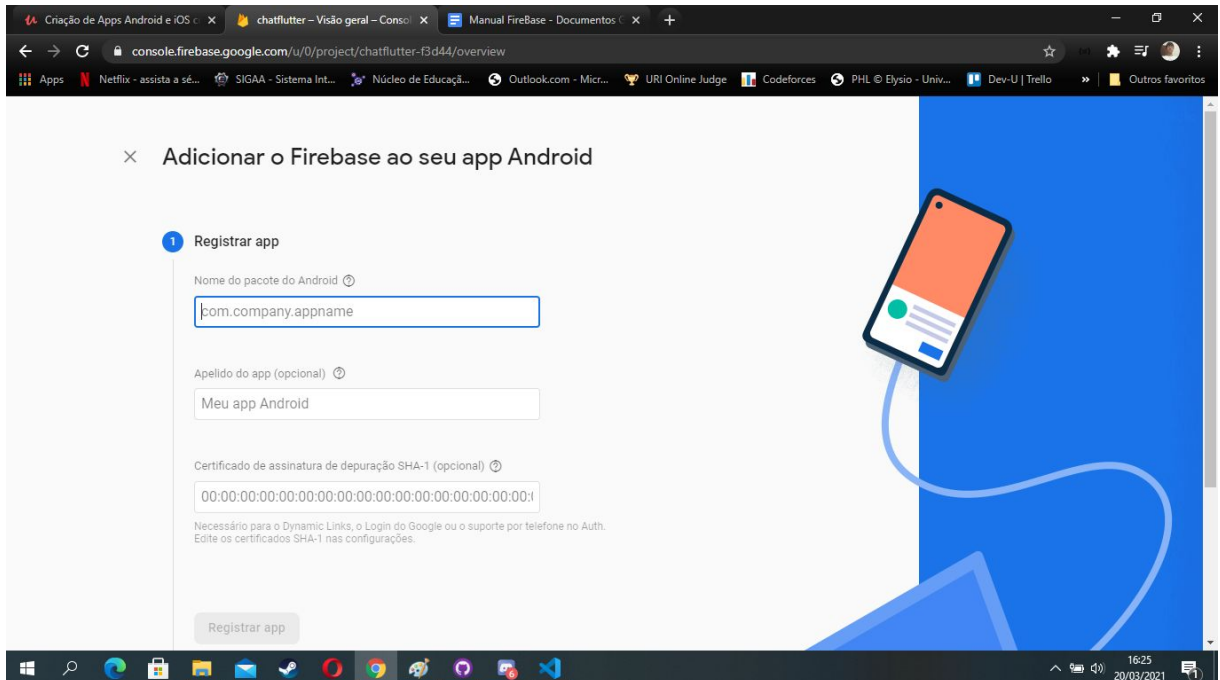 Criação de Apps Android e iOS c
chatflutter – Visão geral – Consol
Manual FireBase - Documentos G
console.firebase.google.com/u/0/project/chatflutter-f3d44/overview
Apps
Netflix - assista a sé...
SIGAA - Sistema Int...
Núcleo de Educaçã...
Outlook.com - Micr...
URI Online Judge
Codeforces
PHL © Elysio - Univ...
Dev-U | Trello
»
Outros favoritos
Adicionar o Firebase ao seu app Android
1 Registrar app
Nome do pacote do Android
com.company.appname
Apelido do app (opcional)
Meu app Android
Certificado de assinatura de depuração SHA-1 (opcional)
00:00:00:00:00:00:00:00:00:00:00:00:00:00:00:00:0
Necessário para o Dynamic Links, o Login do Google ou o suporte por telefone no Auth.
Edite os certificados SHA-1 nas configurações.
Registrar app
16:25
20/03/2021